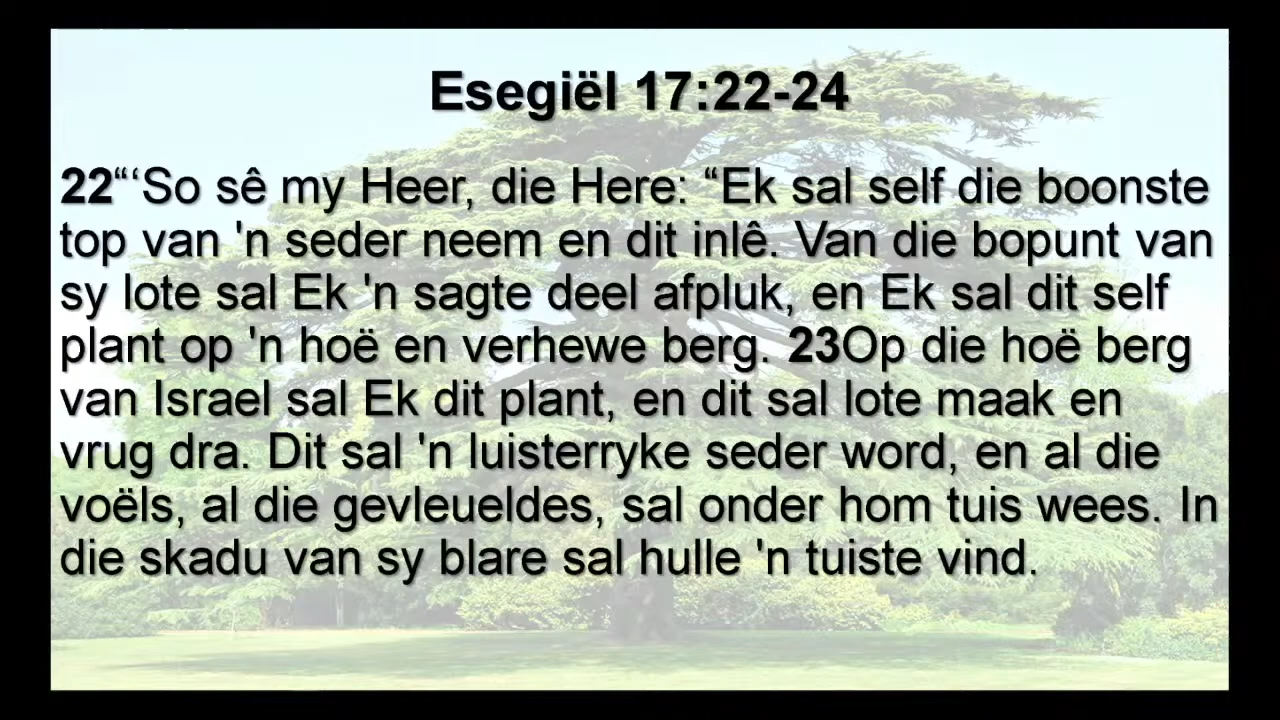 Esegiël 17:22-24
22“‘So sê my Heer, die Here: “Ek sal self die boonste
top van 'n seder neem en dit inlê. Van die bopunt van
sy lote sal Ek 'n sagte deel afpluk, en Ek sal dit self
plant op 'n hoë en verhewe berg. 23Op die hoë berg
van Israel sal Ek dit plant, en dit sal lote maak en
vrug dra. Dit sal 'n luisterryke seder word, en al die
voëls, al die gevleueldes, sal onder hom tuis wees. In
die skadu van sy blare sal hulle 'n tuiste vind.